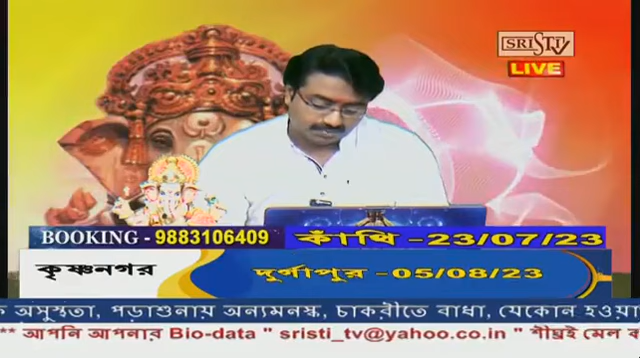 SRISTI TV
LIVE
BOOKING - 9883106409
কাঁথি - 23/07/23
কৃষ্ণনগর
দুর্গাপুর - 05/08/23
অসুস্থতা, পড়াশুনায় অন্যমনস্ক, চাকরীতে বাধা, যেকোন
** আপনি আপনার Bio-data " sristi_tv@yahoo.co.in " শীঘ্রই মেল